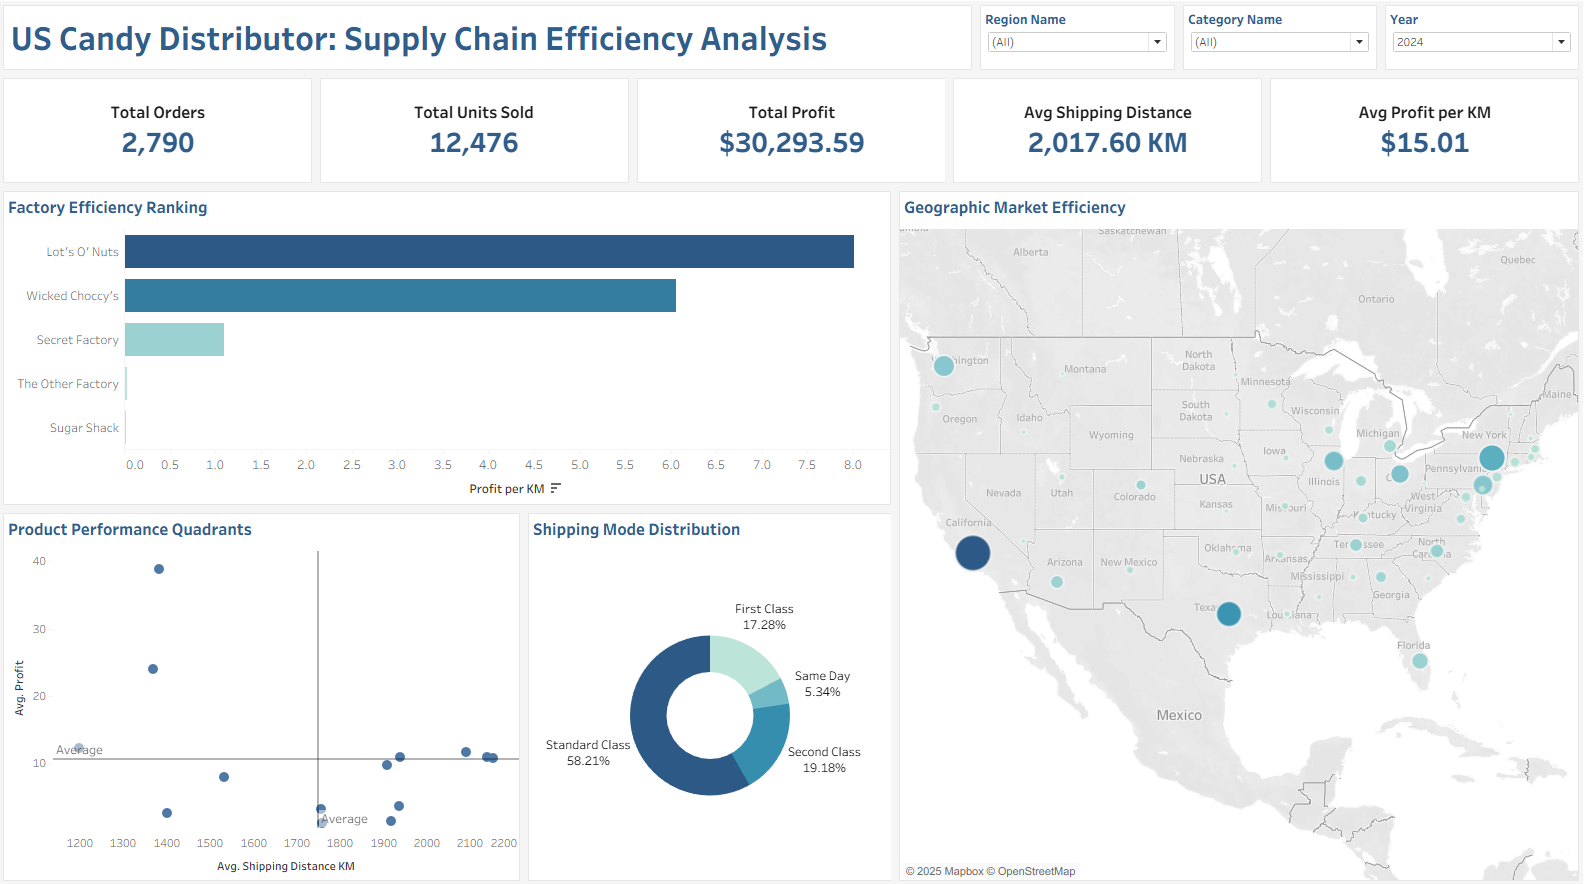 US Candy Distributor: Supply Chain Efficiency Analysis
Region Name
(All)
Category Name
(All)
Year
2024
Total Orders
2,790
Total Units Sold
12,476
Total Profit
$30,293.59
Avg Shipping Distance
2,017.60 KM
Avg Profit per KM
$15.01
Factory Efficiency Ranking
Lot's O' Nuts
Wicked Choccy's
Secret Factory
The Other Factory
Sugar Shack
0.0 0.5 1.0 1.5 2.0 2.5 3.0 3.5 4.0 4.5 5.0 5.5 6.0 6.5 7.0 7.5 8.0
Profit per KM
Product Performance Quadrants
40
30
20
10
Avg. Profit
Average
Average
1200 1300 1400 1500 1600 1700 1800 1900 2000 2100 2200
Avg. Shipping Distance KM
Shipping Mode Distribution
First Class
17.28%
Same Day
5.34%
Second Class
19.18%
Standard Class
58.21%
Geographic Market Efficiency
Saskatchewan
Alberta
Quebec
Ontario
North
Dakota
Montana
Minnesota
Maine
South
Dakota
Wisconsin
Oregon
Idaho
Wyoming
Michigan
New York
Nebraska
Iowa
Pennsylvani
USA
Illinois
Nevada
Utah
Colorado
Kansas
West
Virginia
California
North
Arizona
New Mexico
Oklahoma
Arkansas
Mississippi
Georgia
Texa
Louisiana
Florida
Mexico
© 2025 Mapbox © OpenStreetMap